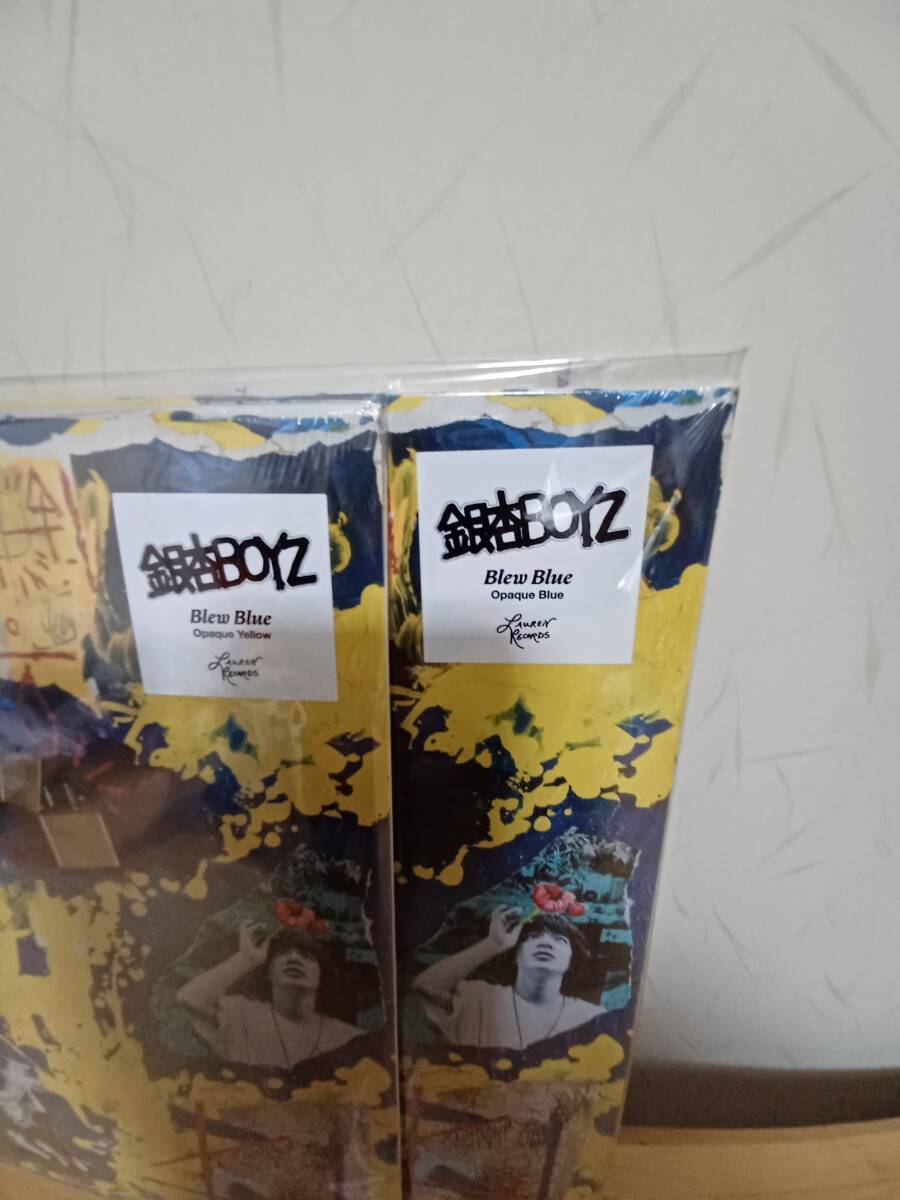 銀杏BOYZ
Blew Blue
Opaque Yellow
LAUREN
RECORDS
銀杏BOYZ
Blew Blue
Opaque Blue
LAUREN
RECORDS